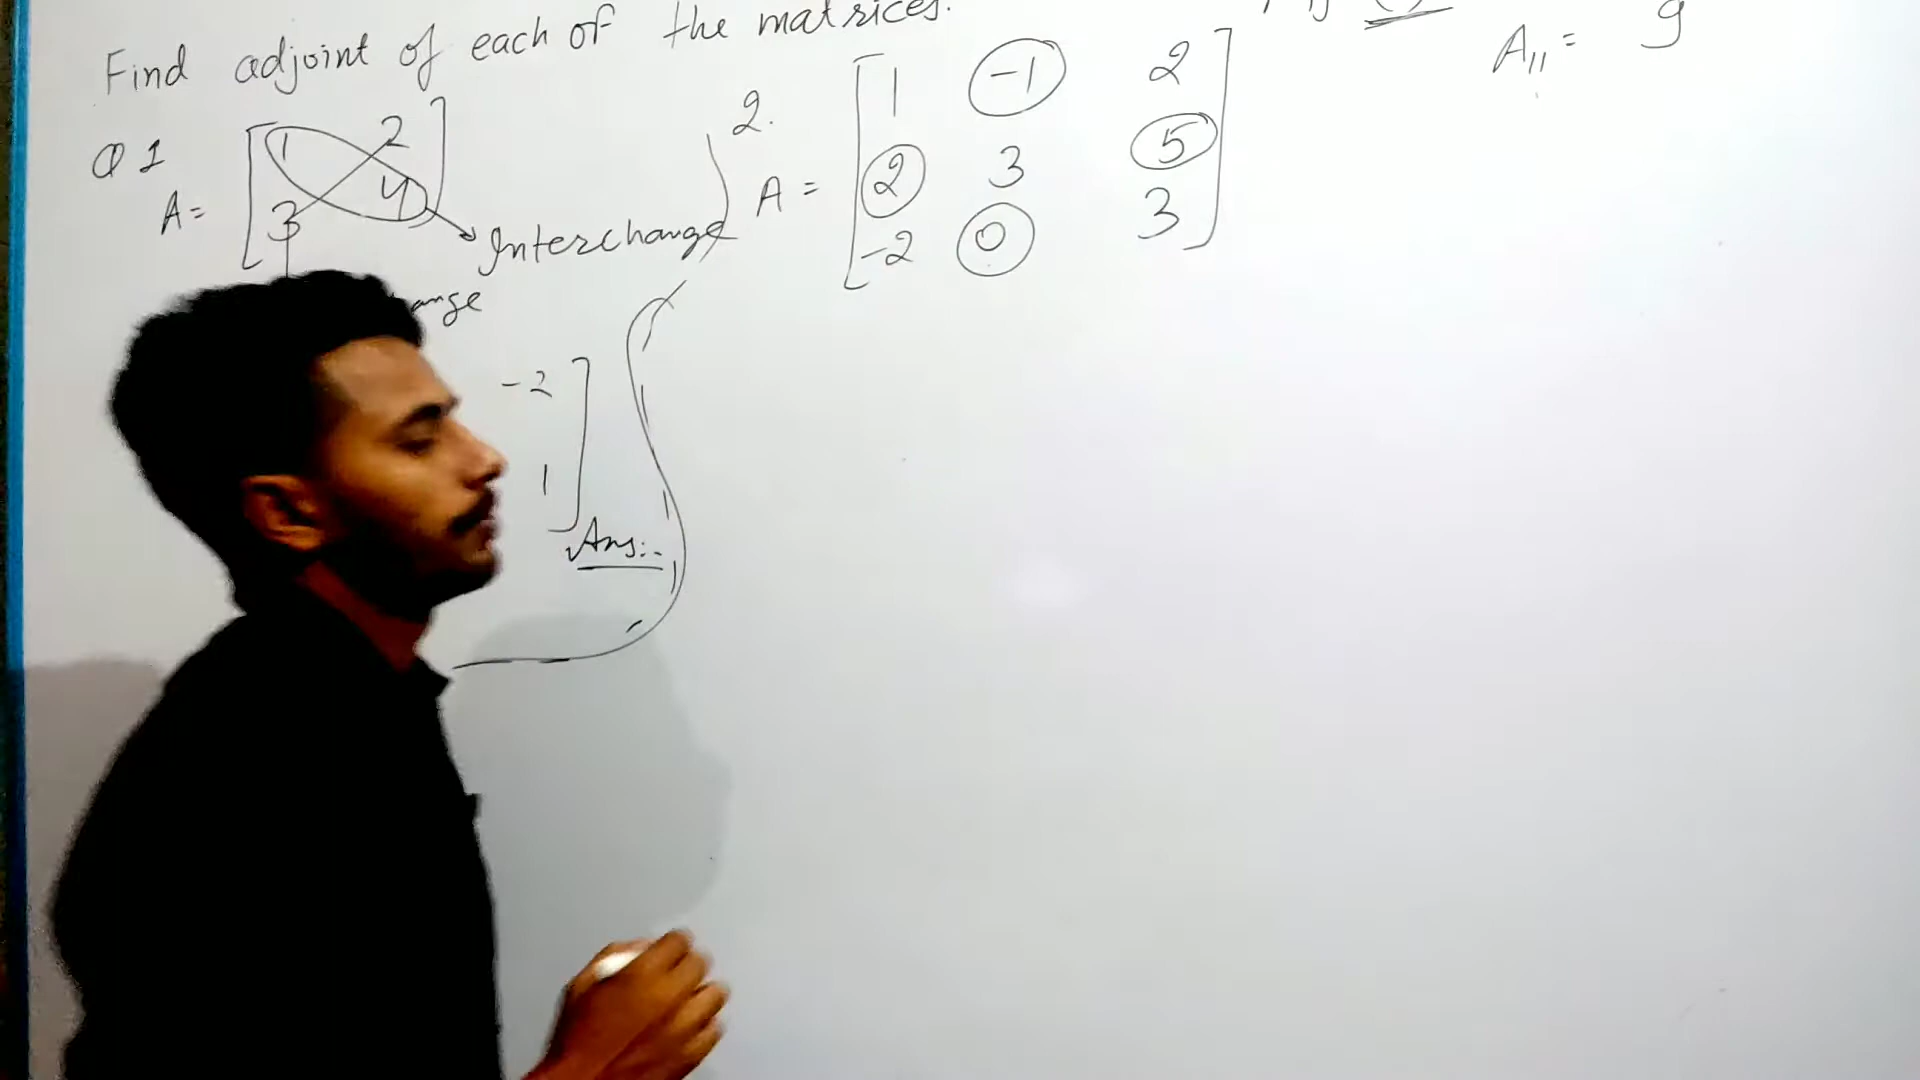 Find adjoint of each of the matrices.
Q 1
A = [1 2
3 4]
Interchange
-2
1
Ans:-
2.
A = [1 -1 2
2 3 5
-2 0 3]
A11 = 9